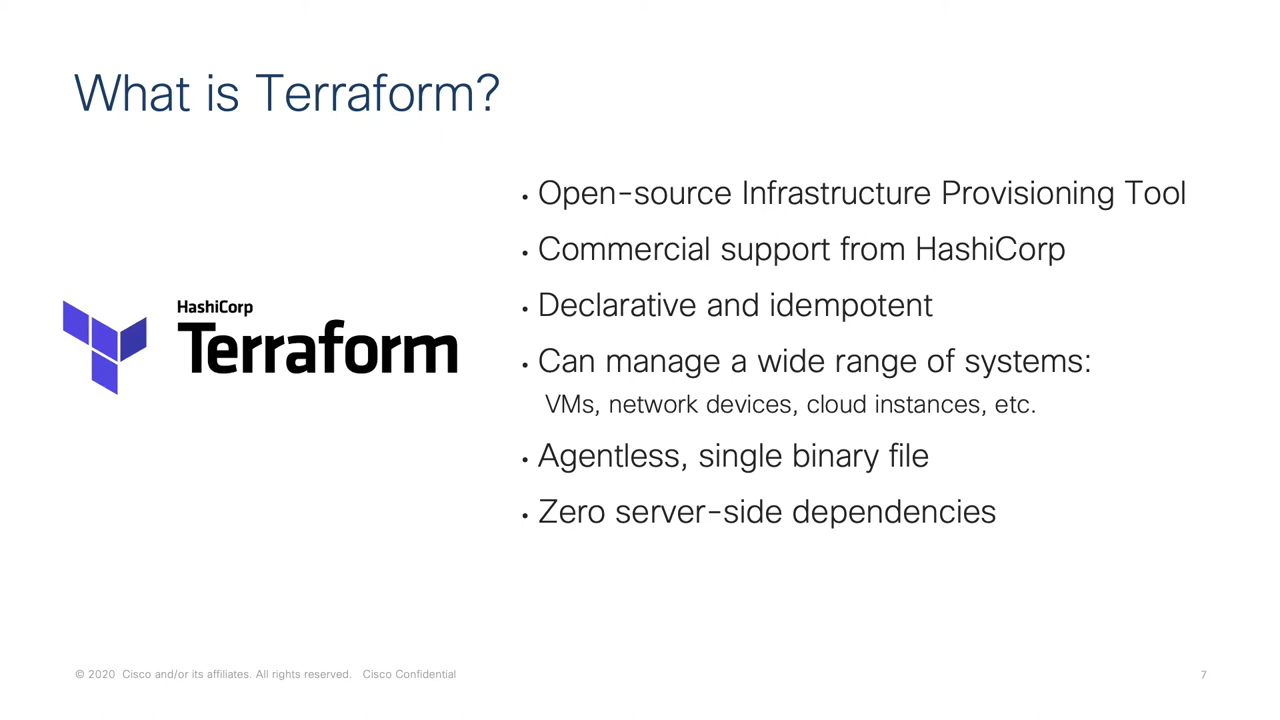 What is Terraform?
HashiCorp
Terraform
• Open-source Infrastructure Provisioning Tool
• Commercial support from HashiCorp
• Declarative and idempotent
• Can manage a wide range of systems:
VMs, network devices, cloud instances, etc.
• Agentless, single binary file
• Zero server-side dependencies
© 2020 Cisco and/or its affiliates. All rights reserved. Cisco Confidential
7